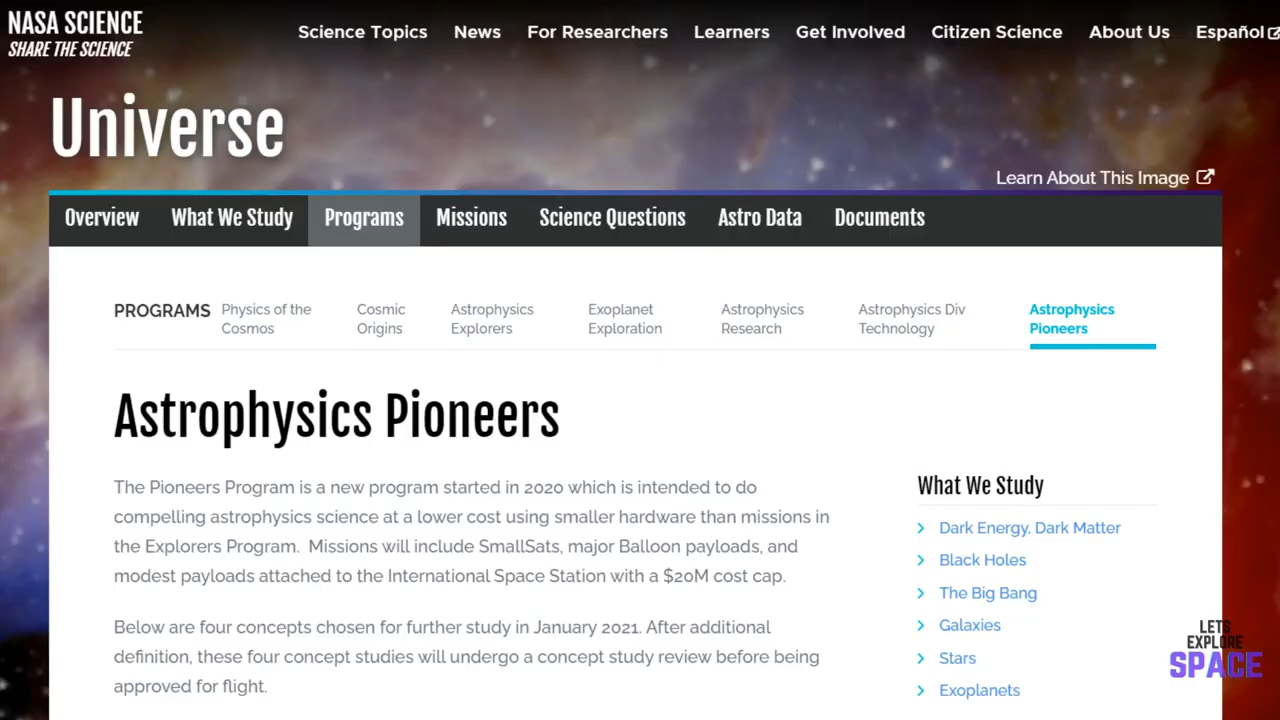 NASA SCIENCE
SHARE THE SCIENCE
Science Topics News For Researchers Learners Get Involved Citizen Science About Us Español
Universe
Learn About This Image
Overview What We Study Programs Missions Science Questions Astro Data Documents
PROGRAMS
Physics of the
Cosmos
Cosmic
Origins
Astrophysics
Explorers
Exoplanet
Exploration
Astrophysics
Research
Astrophysics Div
Technology
Astrophysics
Pioneers
Astrophysics Pioneers
The Pioneers Program is a new program started in 2020 which is intended to do
compelling astrophysics science at a lower cost using smaller hardware than missions in
the Explorers Program. Missions will include SmallSats, major Balloon payloads, and
modest payloads attached to the International Space Station with a $20M cost cap.
Below are four concepts chosen for further study in January 2021. After additional
definition, these four concept studies will undergo a concept study review before being
approved for flight.
What We Study
Dark Energy, Dark Matter
Black Holes
The Big Bang
Galaxies
Stars
Exoplanets
LETS
EXPLORE
SPACE